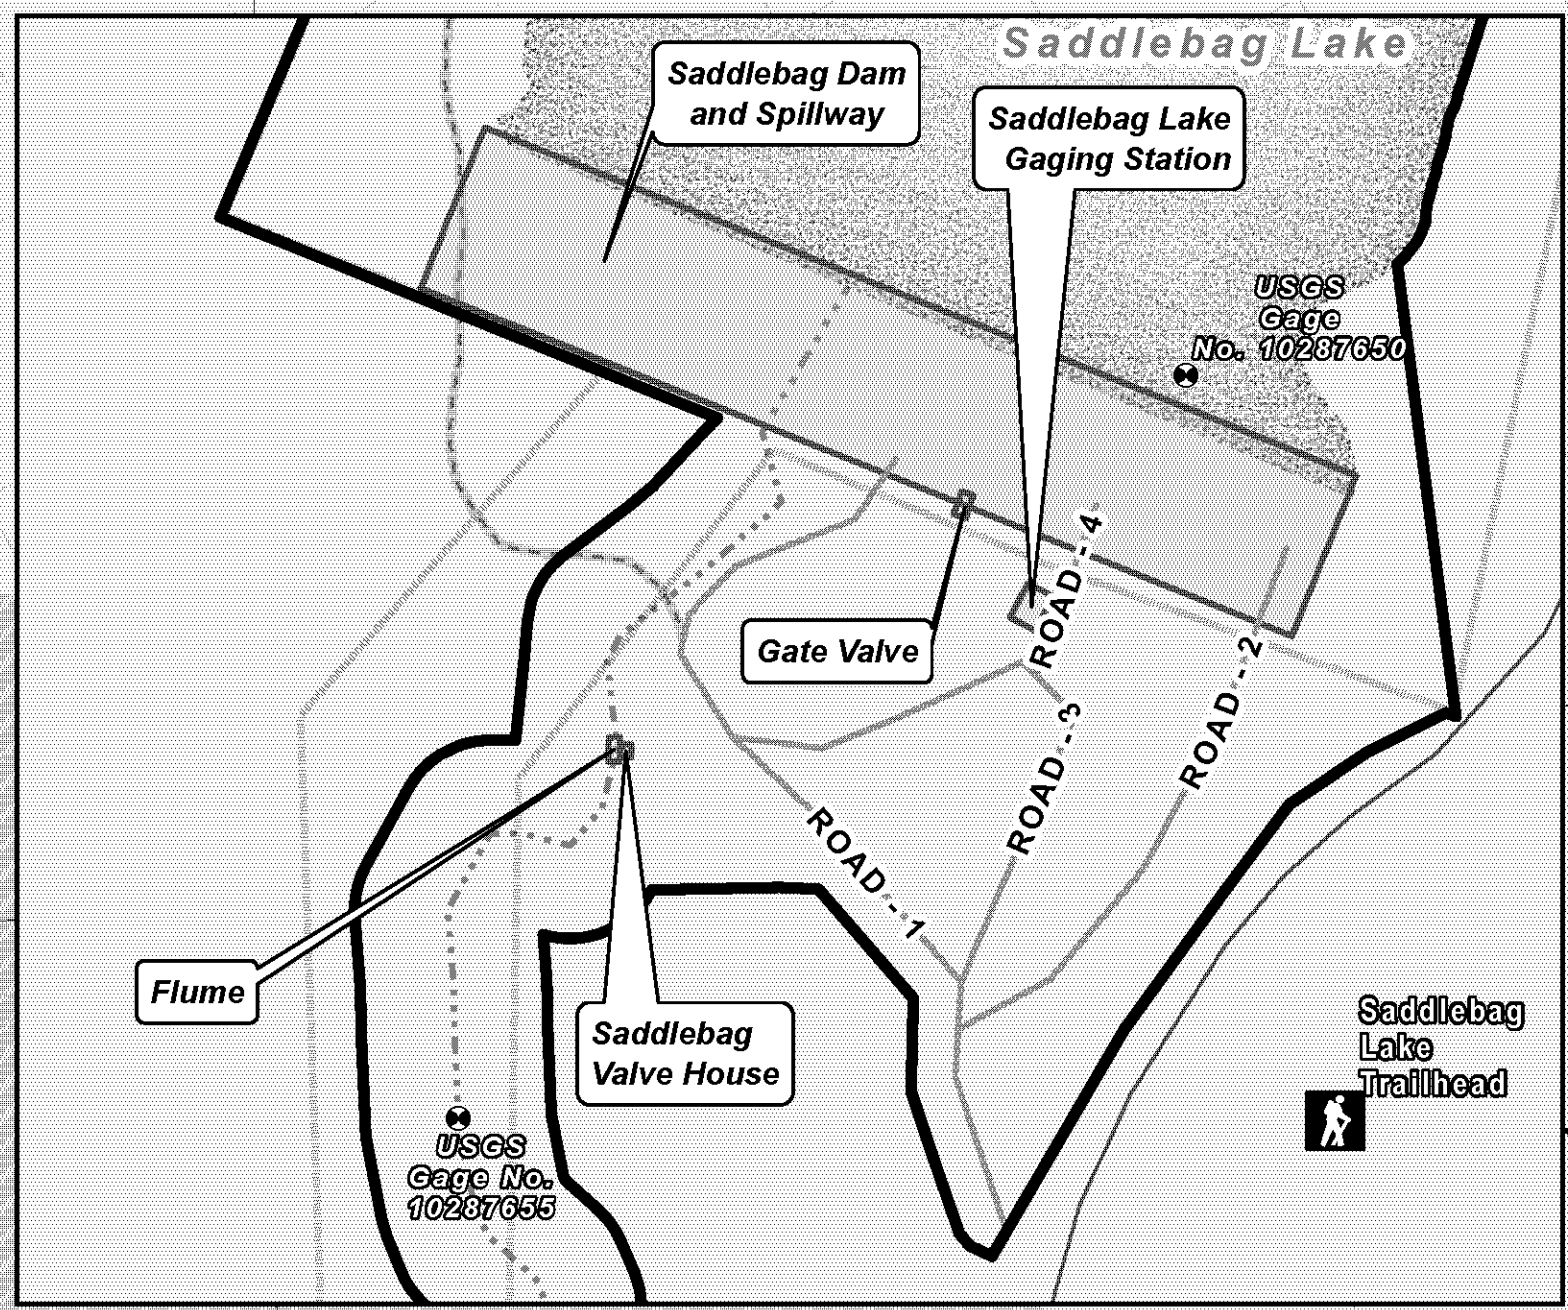 Saddlebag Lake
Saddlebag Dam
and Spillway
Saddlebag Lake
Gaging Station
USGS
Gage
No. 10287650
ROAD - 4
Gate Valve
ROAD - 2
ROAD - 3
ROAD - 1
Flume
Saddlebag
Valve House
Saddlebag
Lake
Trailhead
USGS
Gage No.
10287655